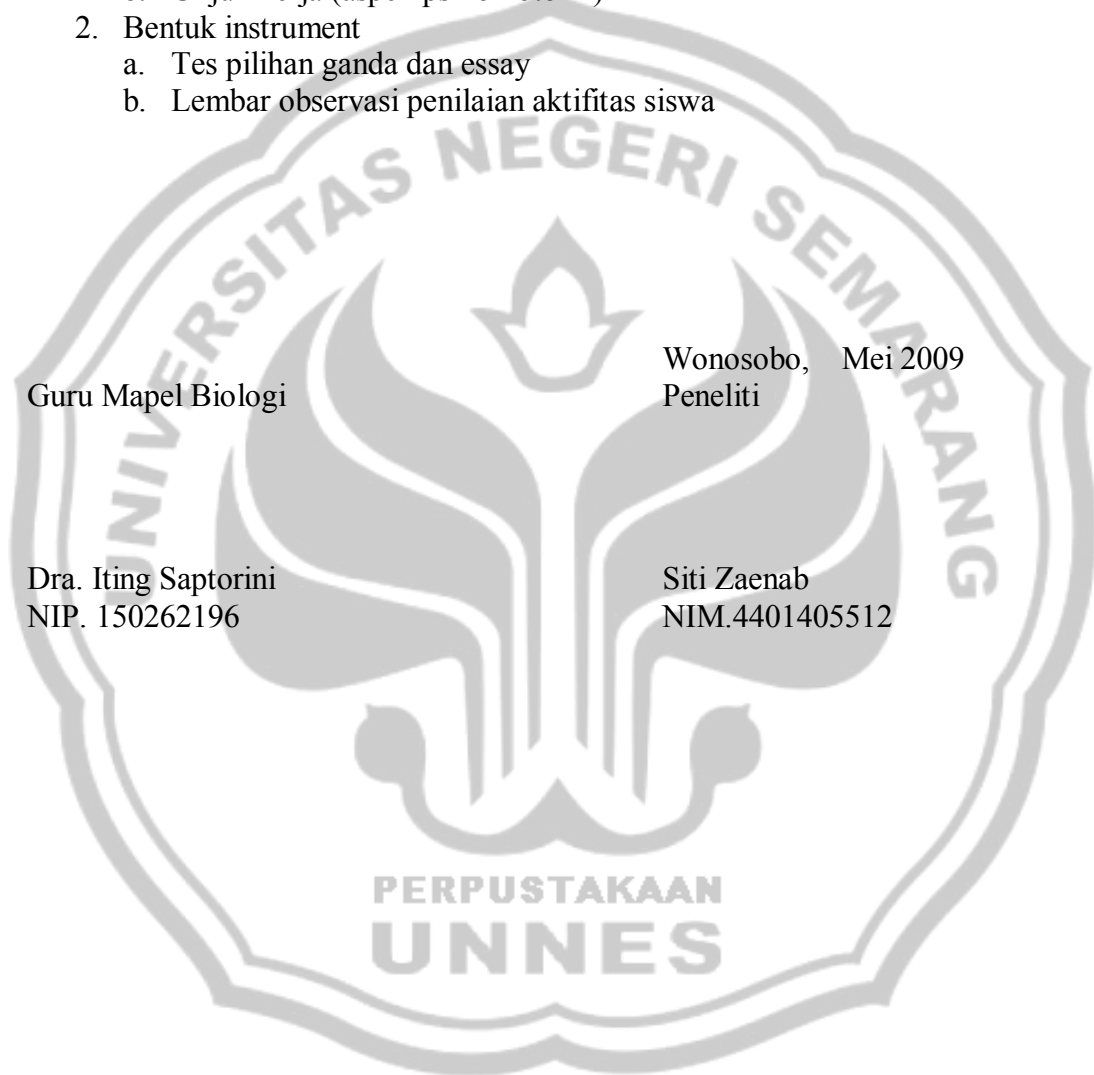 2. Bentuk instrument
a. Tes pilihan ganda dan essay
b. Lembar observasi penilaian aktifitas siswa
UNIVERSITAS NEGERI SEMARANG
Wonosobo, Mei 2009
Guru Mapel Biologi Peneliti
Dra. Iting Saptorini Siti Zaenab
NIP. 150262196 NIM.4401405512
PERPUSTAKAAN
UNNES